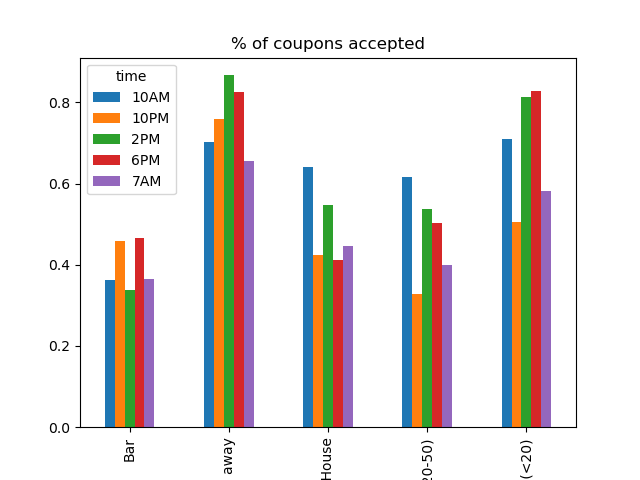 % of coupons accepted
time
10AM
10PM
2PM
6PM
7AM
0.8
0.6
0.4
0.2
0.0
Bar
away
House
20-50)
(<20)